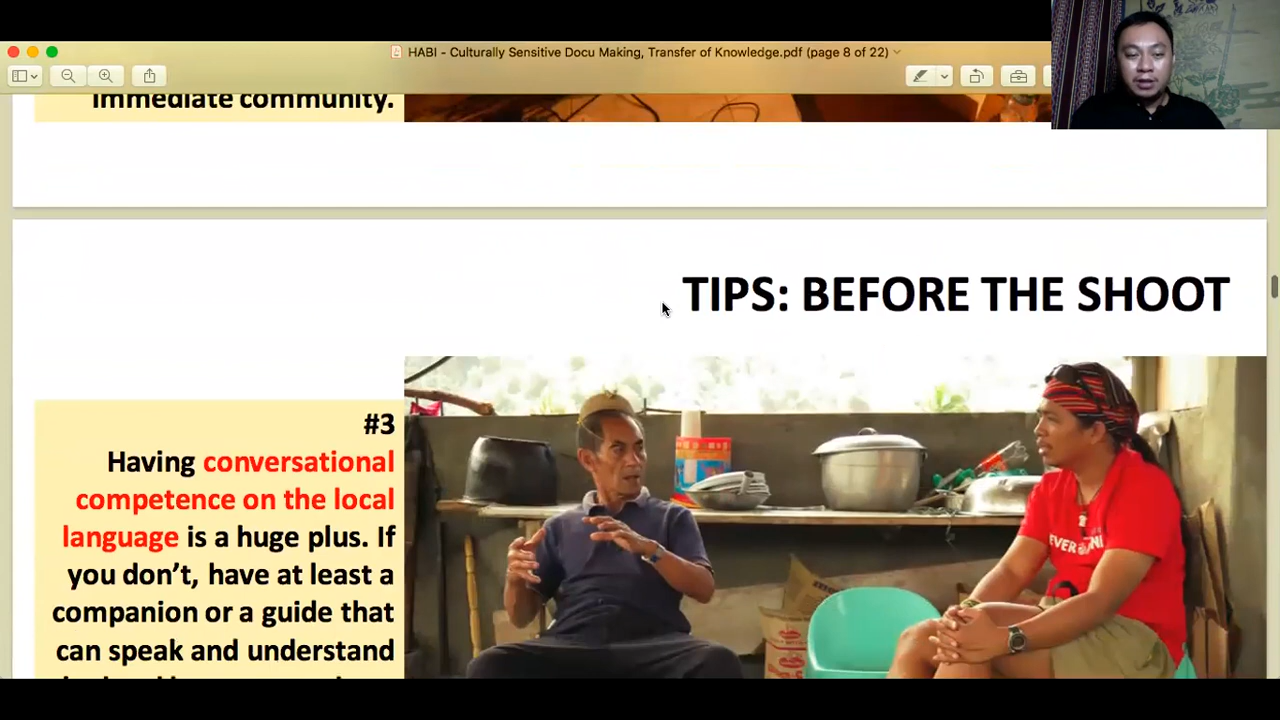 HABI - Culturally Sensitive Docu Making, Transfer of Knowledge.pdf (page 8 of 22)
immediate community.
TIPS: BEFORE THE SHOOT
#3
Having conversational
competence on the local
language is a huge plus. If
you don't, have at least a
companion or a guide that
can speak and understand